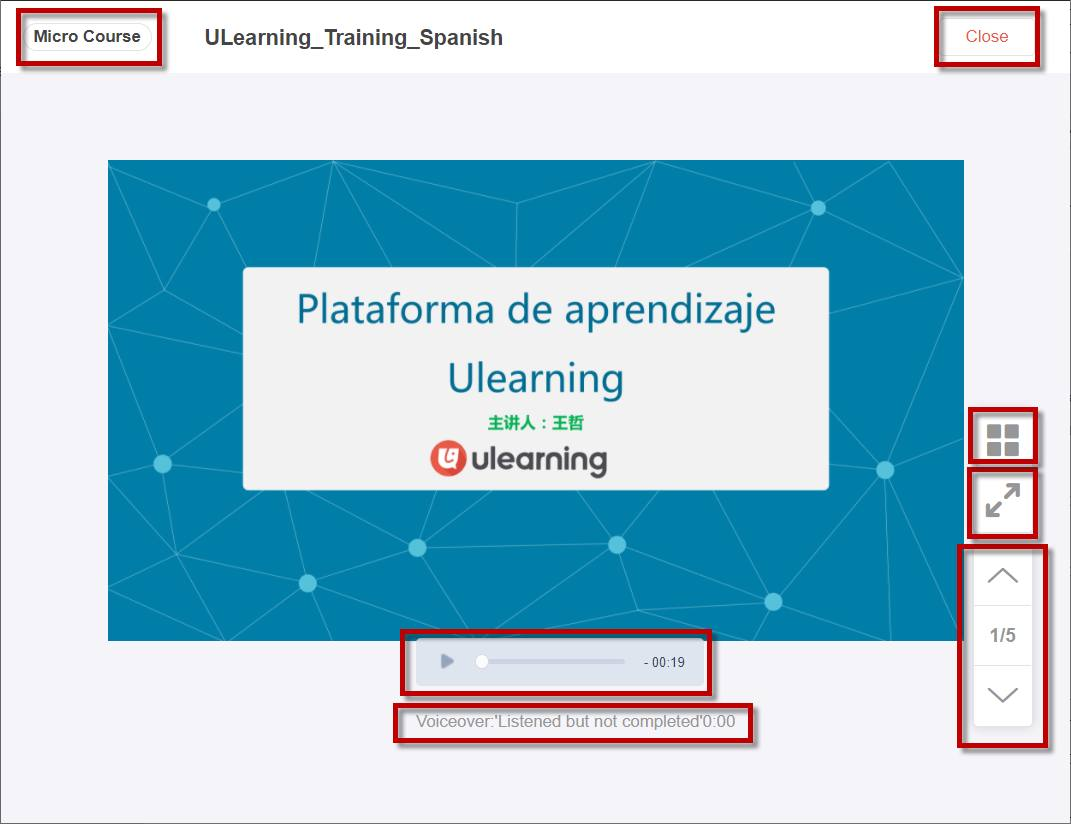 Micro Course
ULearning_Training_Spanish
Close
Plataforma de aprendizaje
Ulearning
主讲人：王哲
ulearning
1/5
- 00:19
Voiceover:'Listened but not completed'0:00